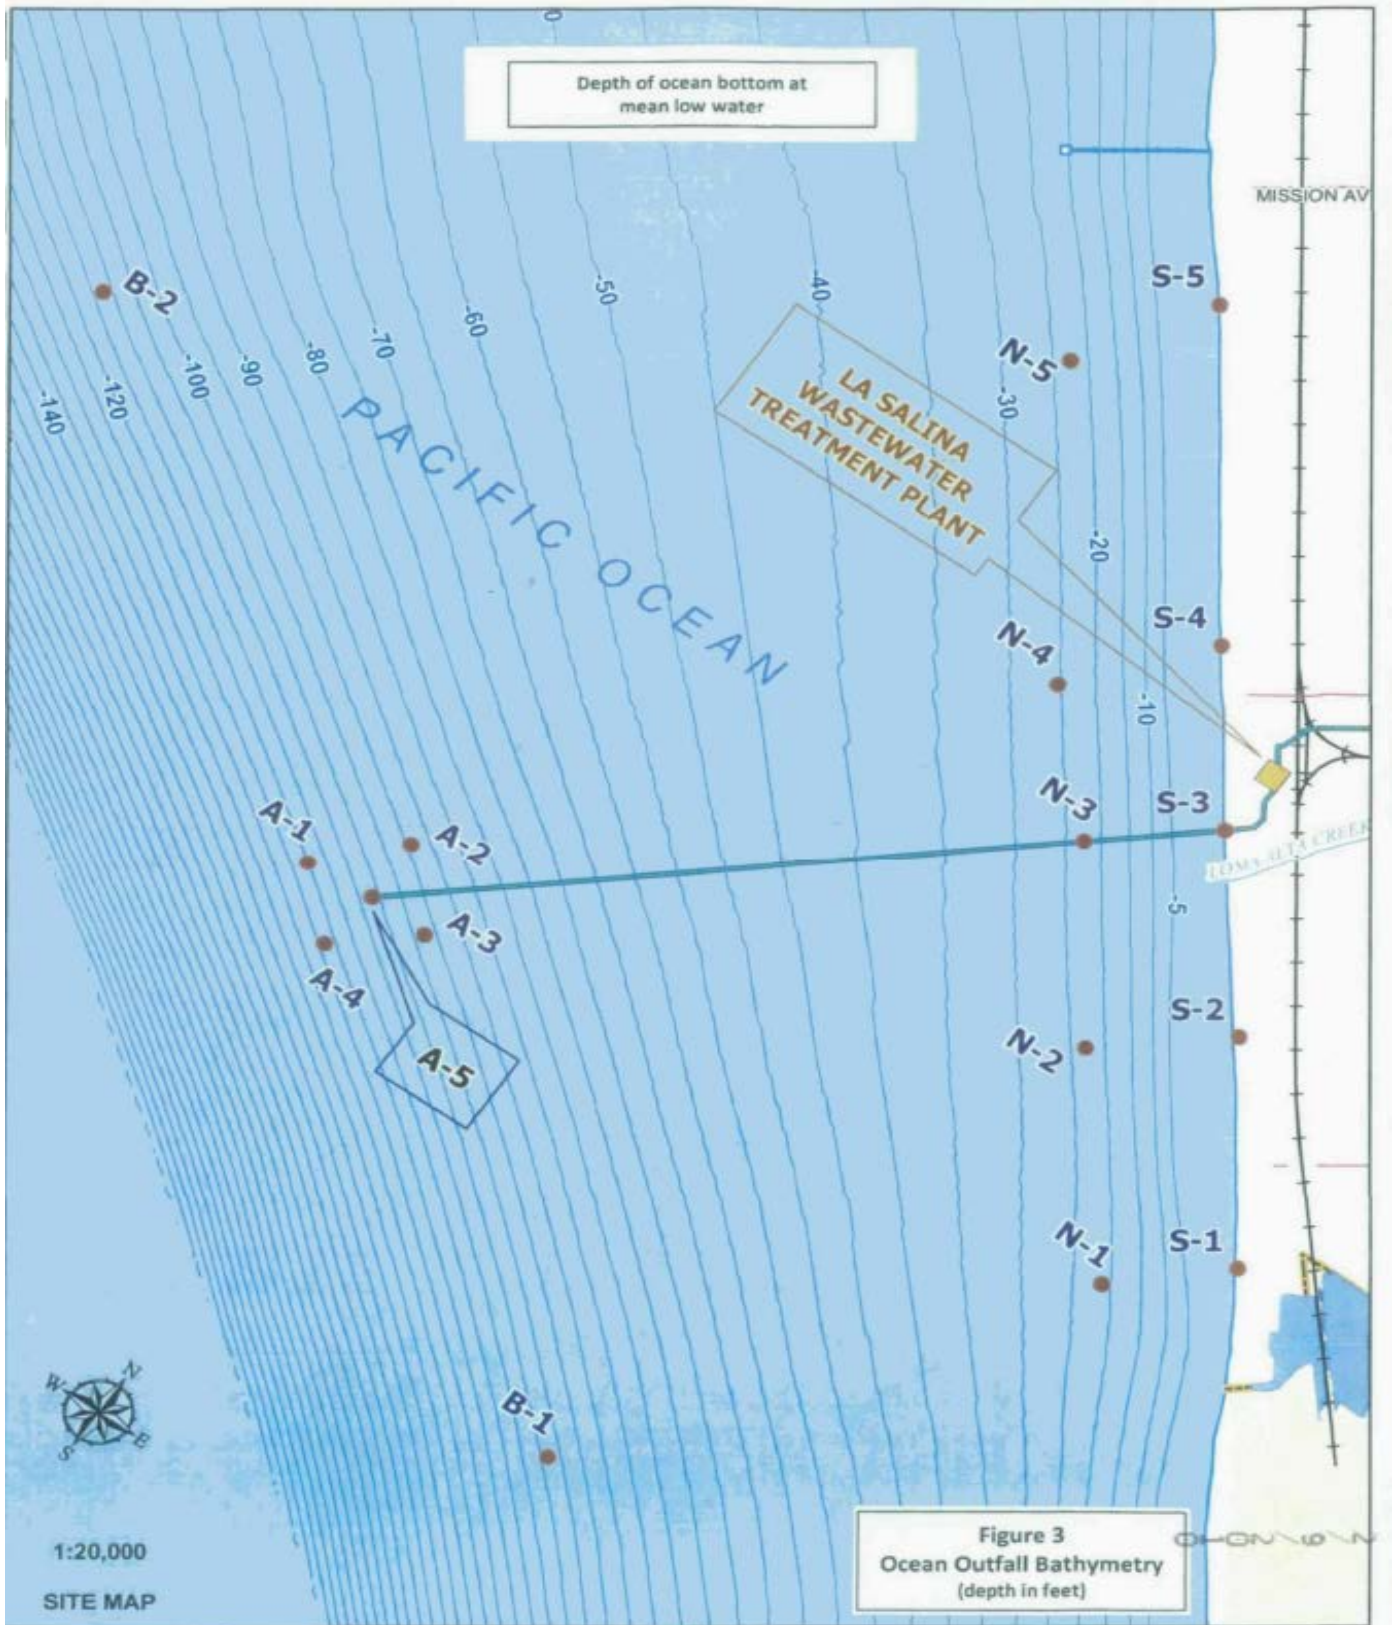 Depth of ocean bottom at
mean low water
MISSION AV
S-5
B-2
-50
-40
-60
N-5
-70
-80
-90
-100
-120
-140
-30
LA SALINA
WASTEWATER
TREATMENT PLANT
PACIFIC OCEAN
-20
S-4
N-4
-10
N-3
S-3
A-1
A-2
LOMA ALTA CREEK
-5
A-3
A-4
S-2
N-2
A-5
N-1
S-1
B-1
N
W
E
S
1:20,000
SITE MAP
Figure 3
Ocean Outfall Bathymetry
(depth in feet)